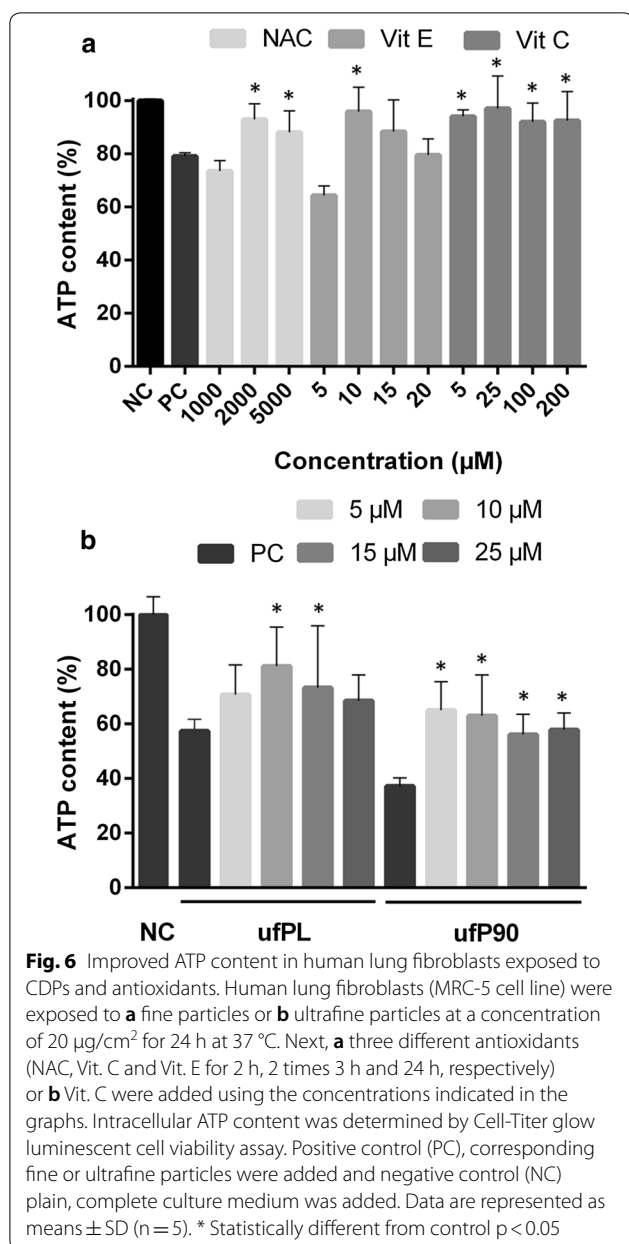 a
NAC Vit E Vit C
ATP content (%)
100
80
60
40
20
0
* * * * * * *
NC PC 1000 2000 5000 5 10 15 20 5 25 100 200
Concentration (µM)
b
5 µM 10 µM
PC 15 µM 25 µM
ATP content (%)
100
80
60
40
20
0
* * * * * *
NC ufPL ufP90
Fig. 6 Improved ATP content in human lung fibroblasts exposed to
CDPs and antioxidants. Human lung fibroblasts (MRC-5 cell line) were
exposed to a fine particles or b ultrafine particles at a concentration
of 20 µg/cm² for 24 h at 37 °C. Next, a three different antioxidants
(NAC, Vit. C and Vit. E for 2 h, 2 times 3 h and 24 h, respectively)
or b Vit. C were added using the concentrations indicated in the
graphs. Intracellular ATP content was determined by Cell-Titer glow
luminescent cell viability assay. Positive control (PC), corresponding
fine or ultrafine particles were added and negative control (NC)
plain, complete culture medium was added. Data are represented as
means ± SD (n = 5). * Statistically different from control p < 0.05